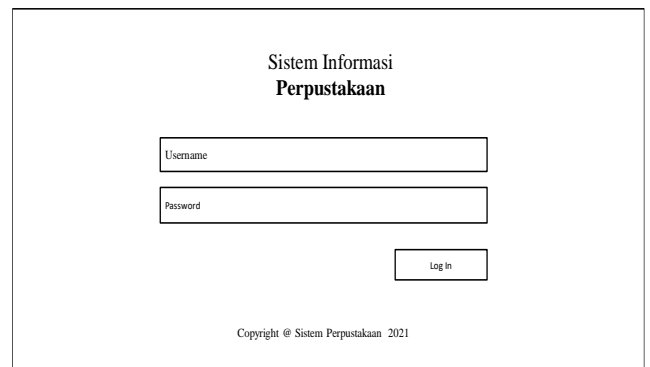 Sistem Informasi
Perpustakaan
Username
Password
Log In
Copyright @ Sistem Perpustakaan 2021